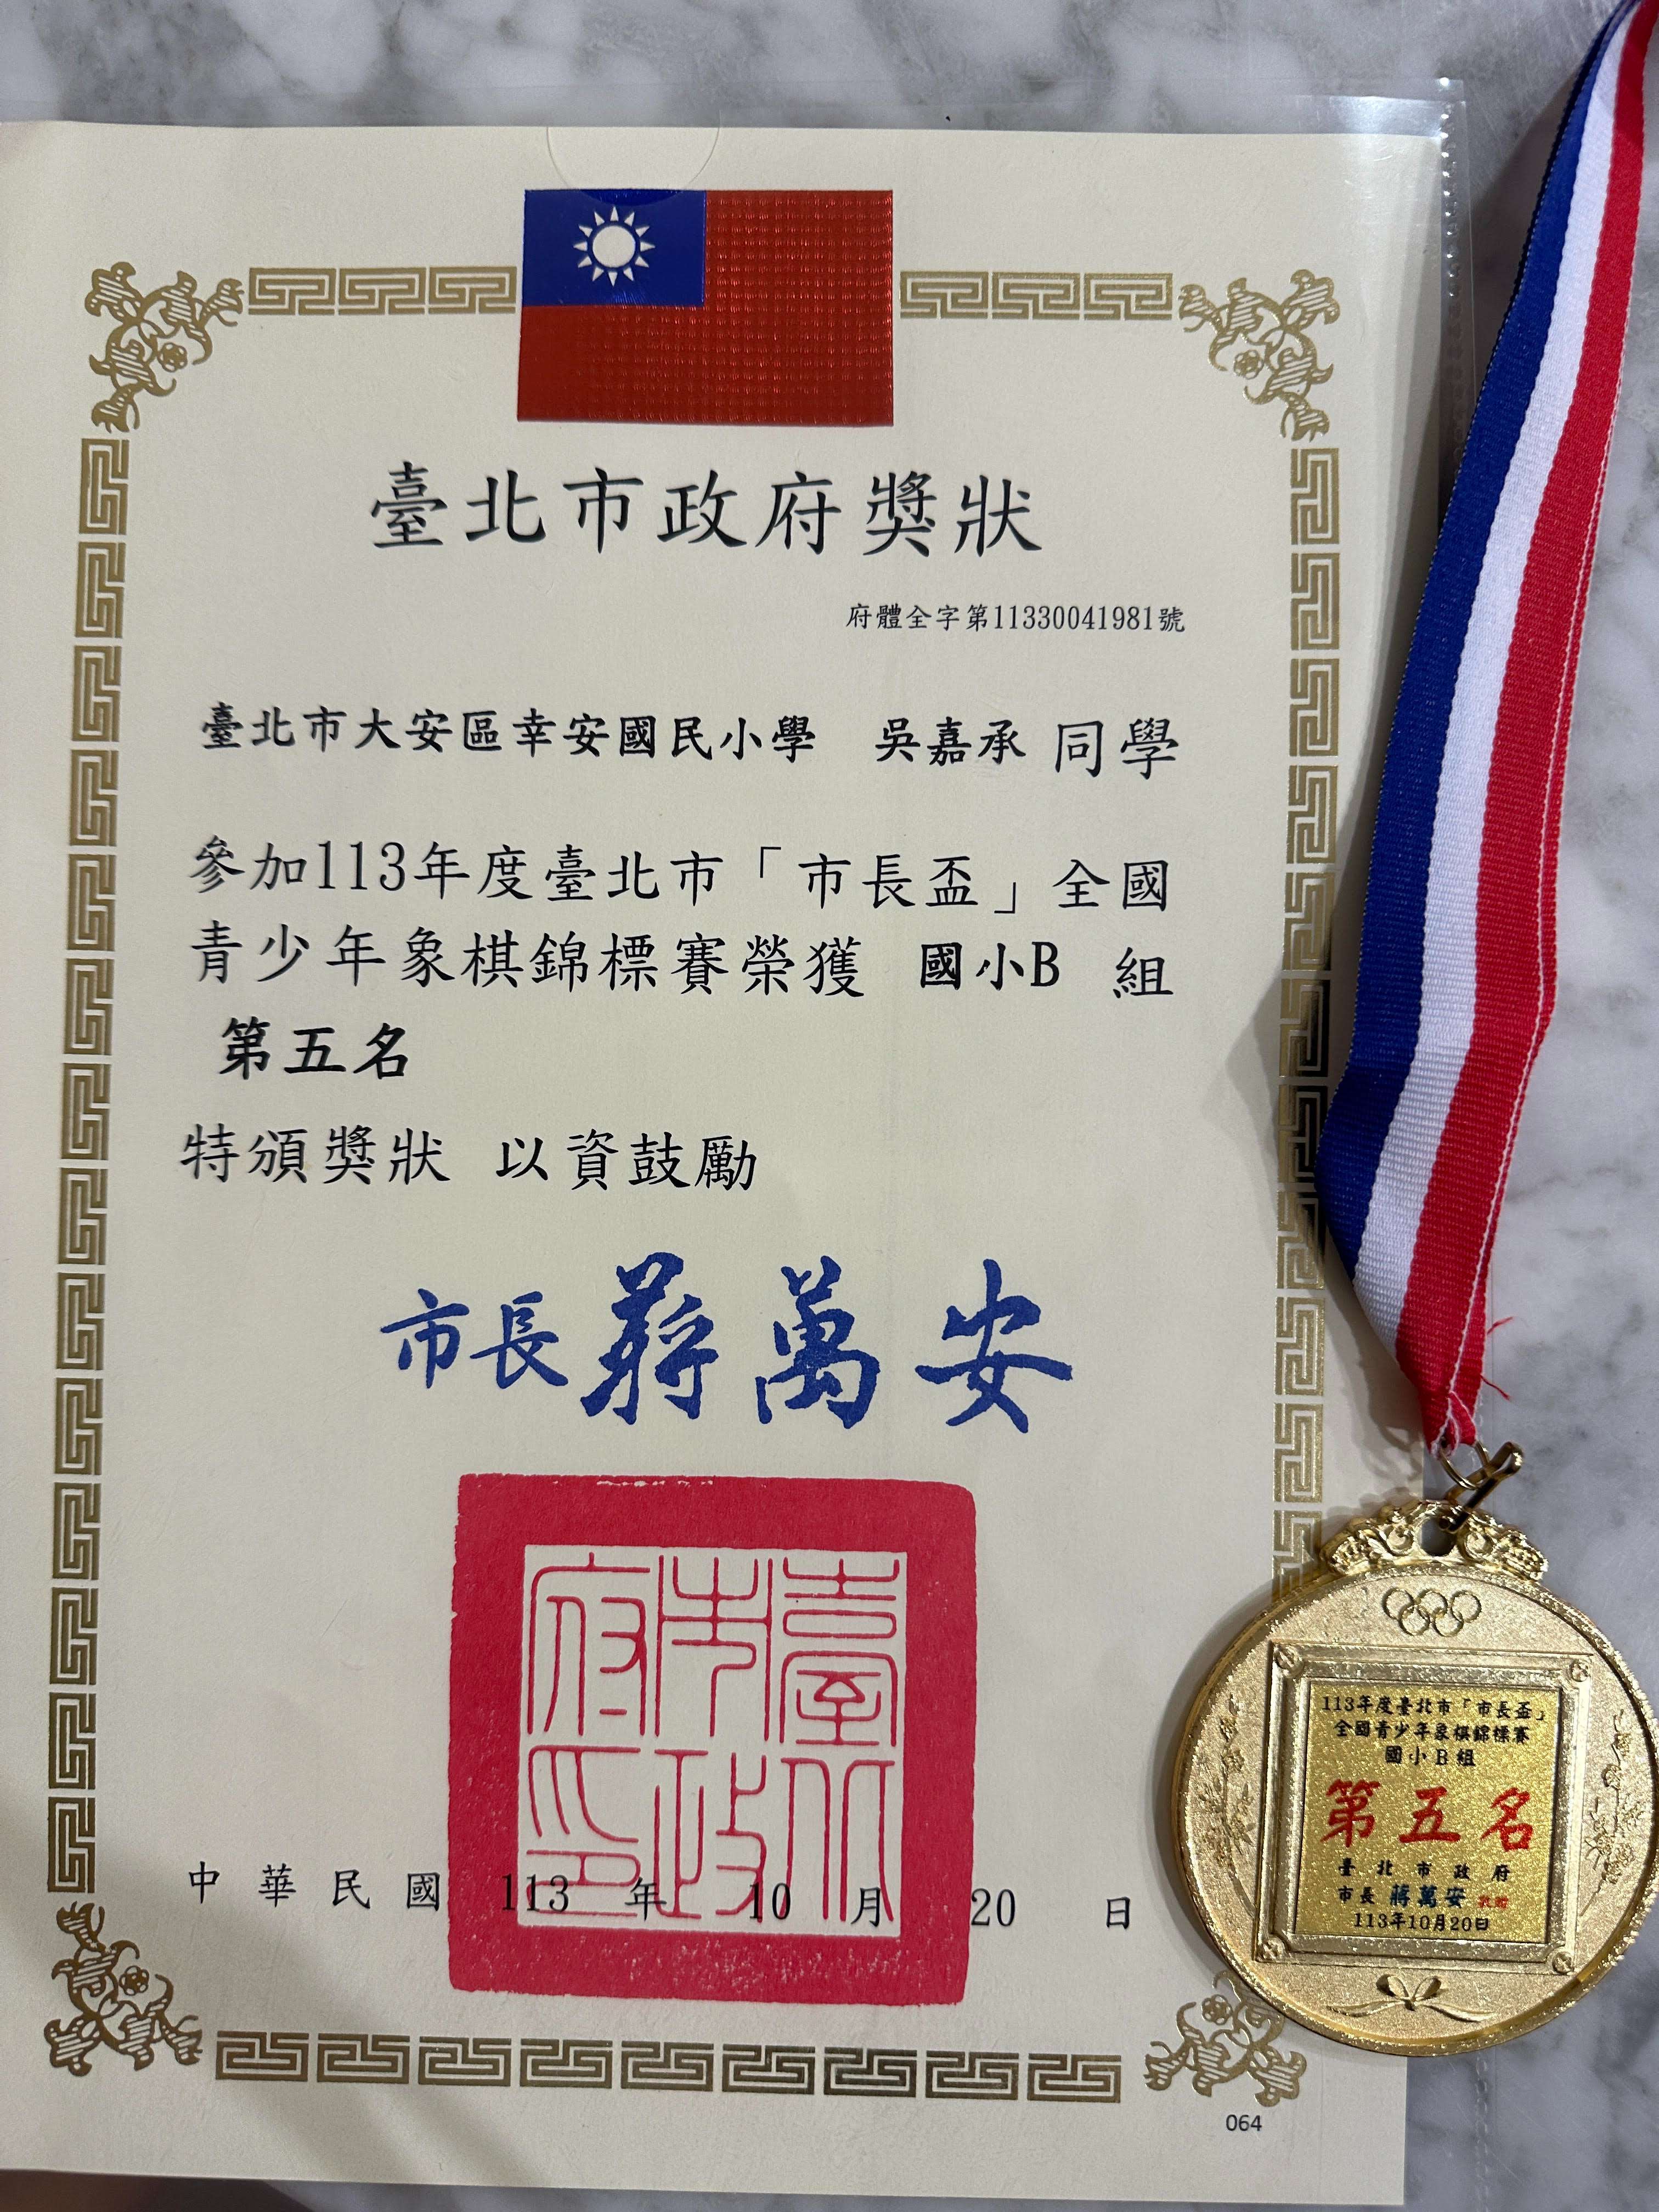 臺北市政府獎狀
府體全字第11330041981號
臺北市大安區幸安國民小學 吳嘉承 同學
參加113年度臺北市「市長盃」全國
青少年象棋錦標賽榮獲 國小B 組
第五名
特頒獎狀 以資鼓勵
市長蔣萬安
臺北市政府印
中華民國 113 年 10 月 20 日
064
113年度臺北市「市長盃」
全國青少年象棋錦標賽
國小B組
第五名
臺北市政府
市長 蔣萬安
113年10月20日